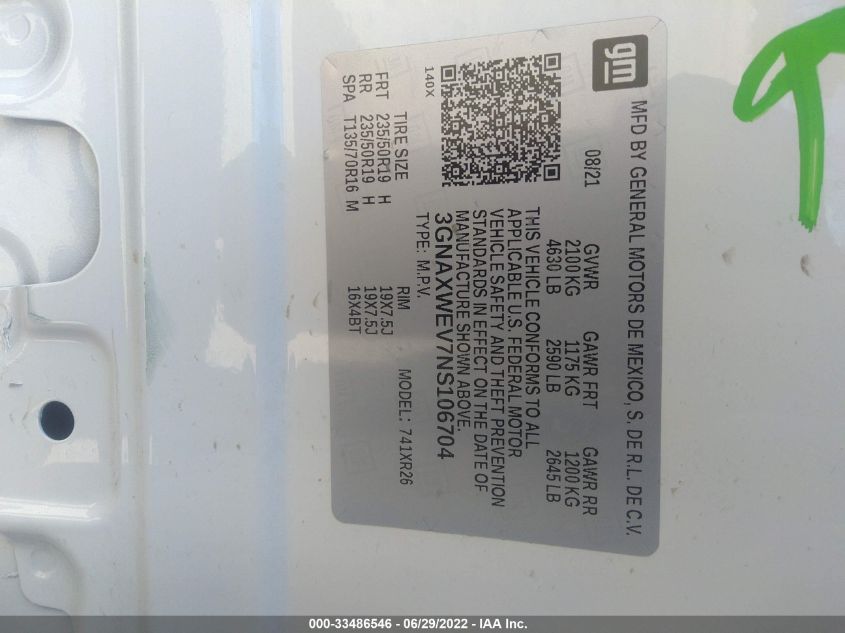 gm
MFD BY GENERAL MOTORS DE MEXICO, S. DE R.L. DE C.V.
08/21 GVWR GAWR FRT GAWR RR
2100 KG 1175 KG 1200 KG
4630 LB 2590 LB 2645 LB
THIS VEHICLE CONFORMS TO ALL
APPLICABLE U.S. FEDERAL MOTOR
VEHICLE SAFETY AND THEFT PREVENTION
STANDARDS IN EFFECT ON THE DATE OF
MANUFACTURE SHOWN ABOVE.
3GNAXWEV7NS106704
TYPE: M.P.V. MODEL: 741XR26
140X
TIRE SIZE RIM
FRT 235/50R19 H 19X7.5J
RR 235/50R19 H 19X7.5J
SPA T135/70R16 M 16X4BT
000-33486546 - 06/29/2022 - IAA Inc.